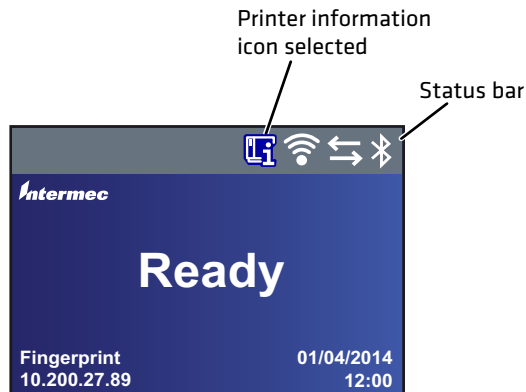 Printer information
icon selected
Status bar
Intermec
Ready
Fingerprint
01/04/2014
10.200.27.89
12:00